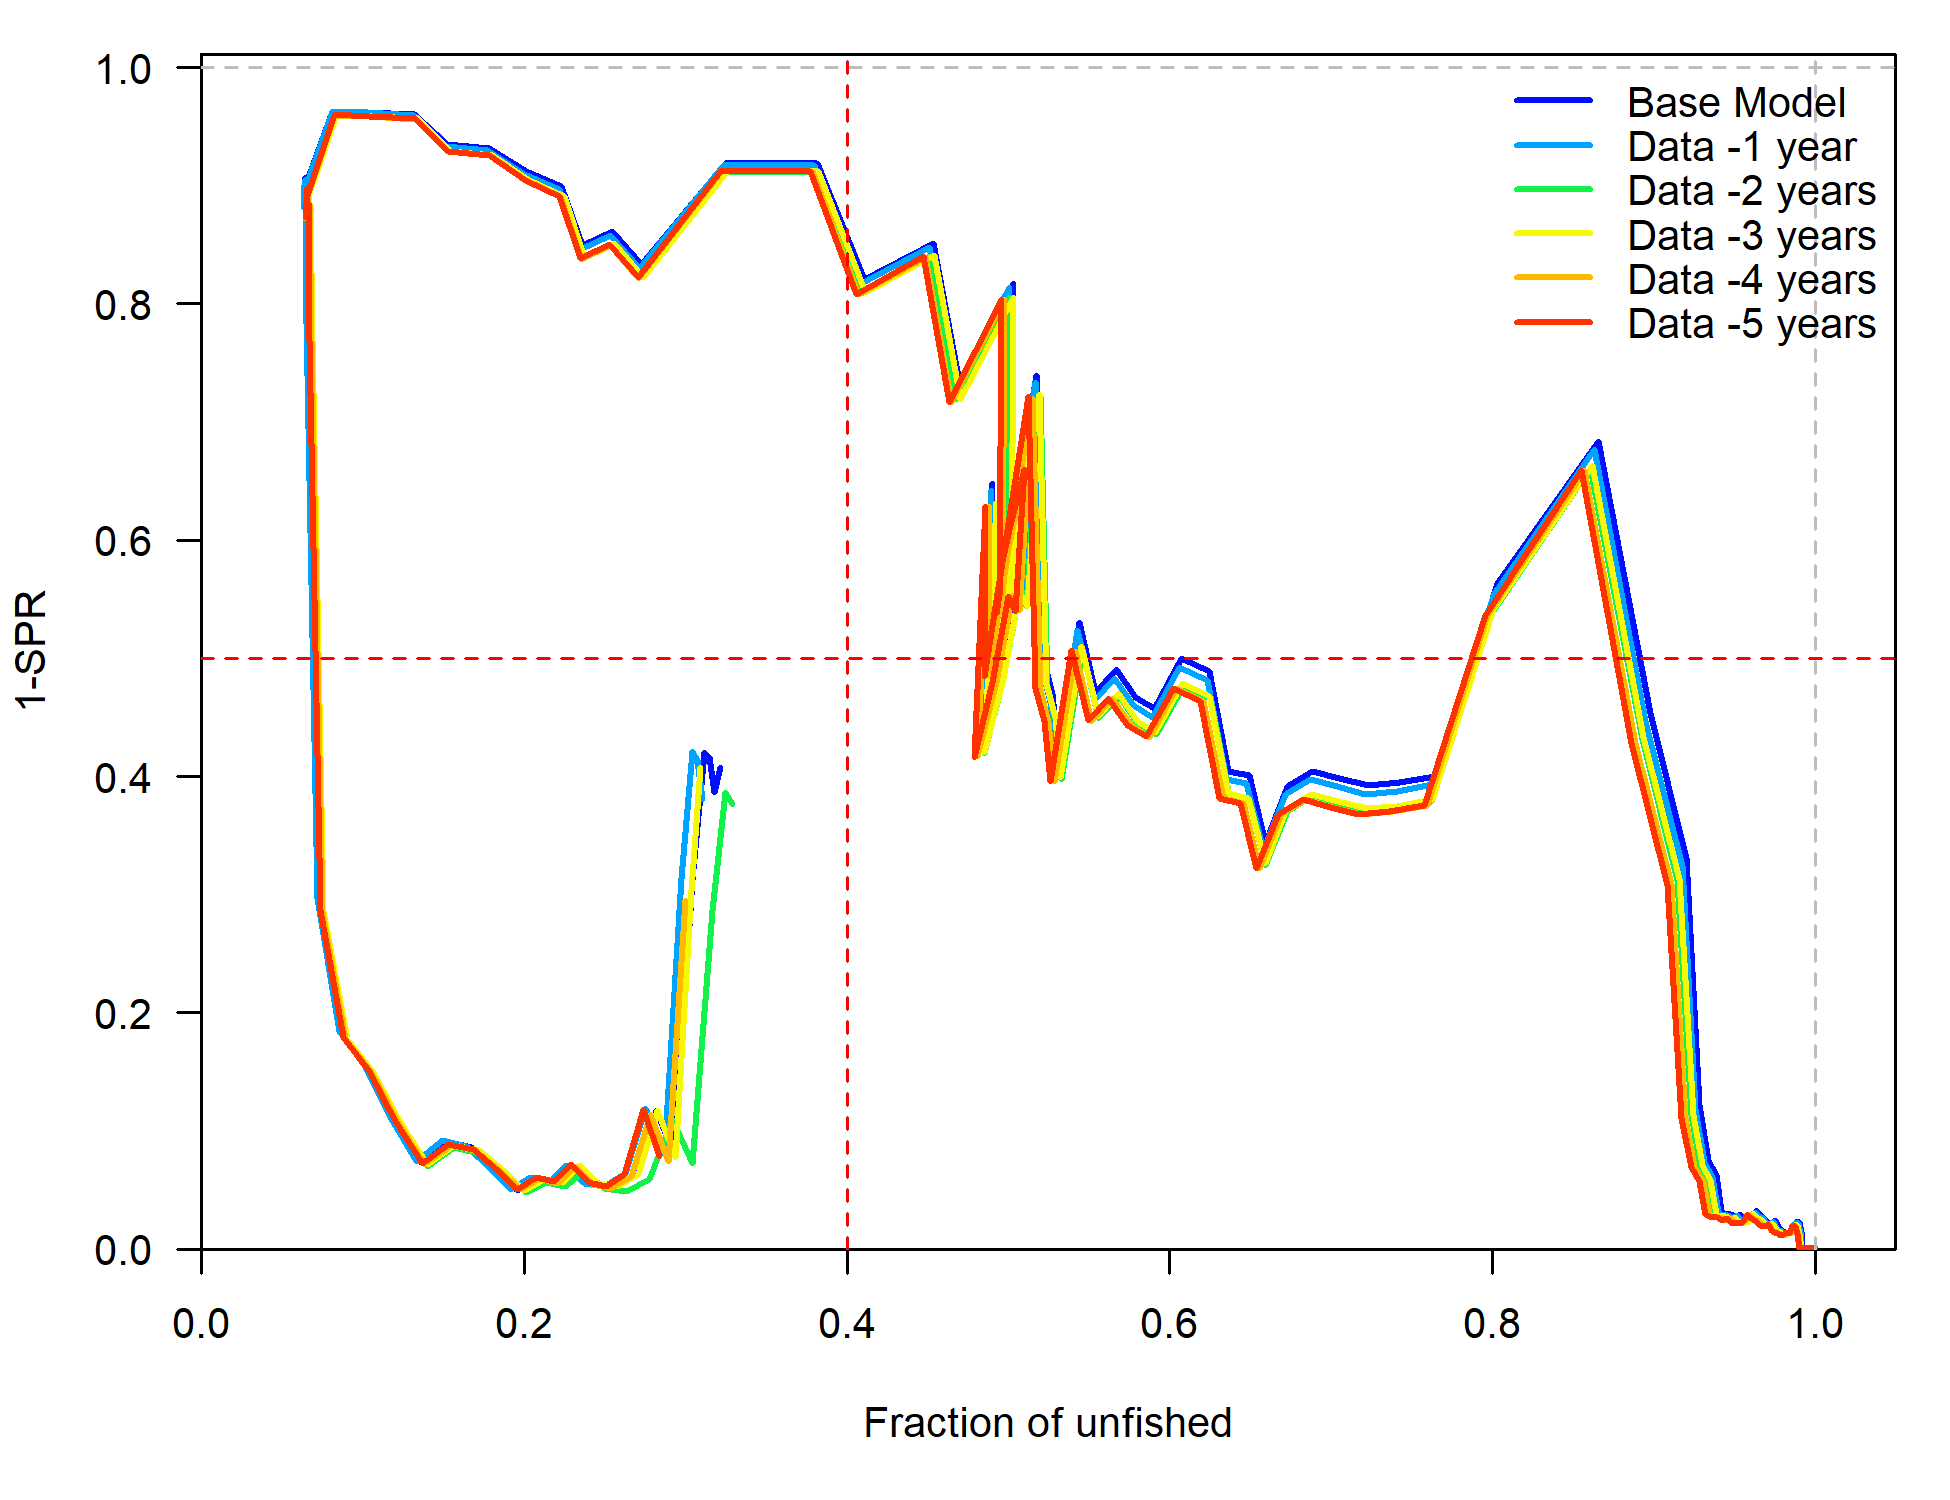 1.0
0.8
0.6
0.4
0.2
0.0
1-SPR
Base Model
Data -1 year
Data -2 years
Data -3 years
Data -4 years
Data -5 years
0.0 0.2 0.4 0.6 0.8 1.0
Fraction of unfished